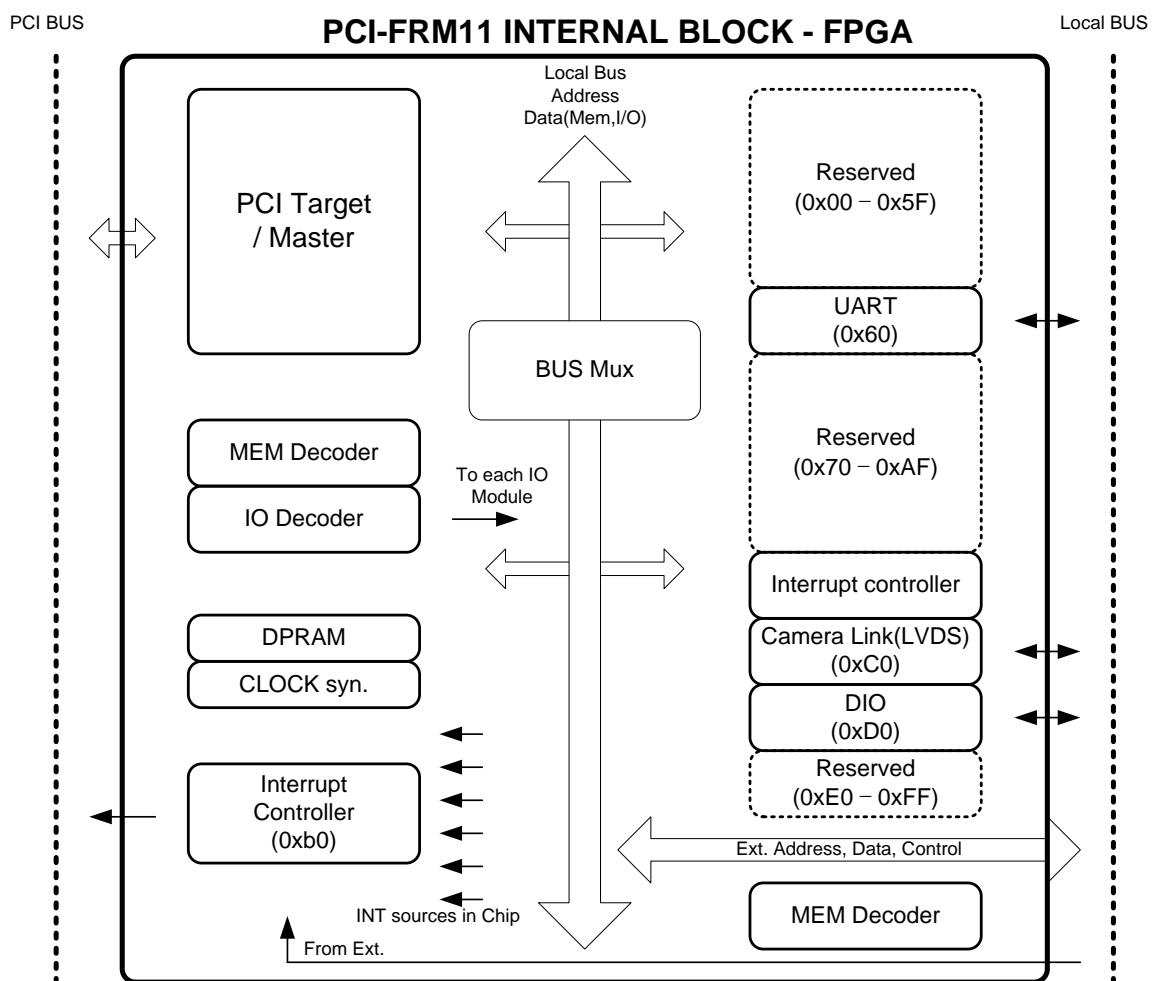 PCI BUS
PCI-FRM11 INTERNAL BLOCK - FPGA
Local BUS
Local Bus
Address
Data(Mem,I/O)
PCI Target
/ Master
Reserved
(0x00 – 0x5F)
UART
(0x60)
BUS Mux
MEM Decoder
IO Decoder
To each IO
Module
Reserved
(0x70 – 0xAF)
Interrupt controller
DPRAM
CLOCK syn.
Camera Link(LVDS)
(0xC0)
DIO
(0xD0)
Interrupt
Controller
(0xb0)
Reserved
(0xE0 – 0xFF)
Ext. Address, Data, Control
INT sources in Chip
MEM Decoder
From Ext.